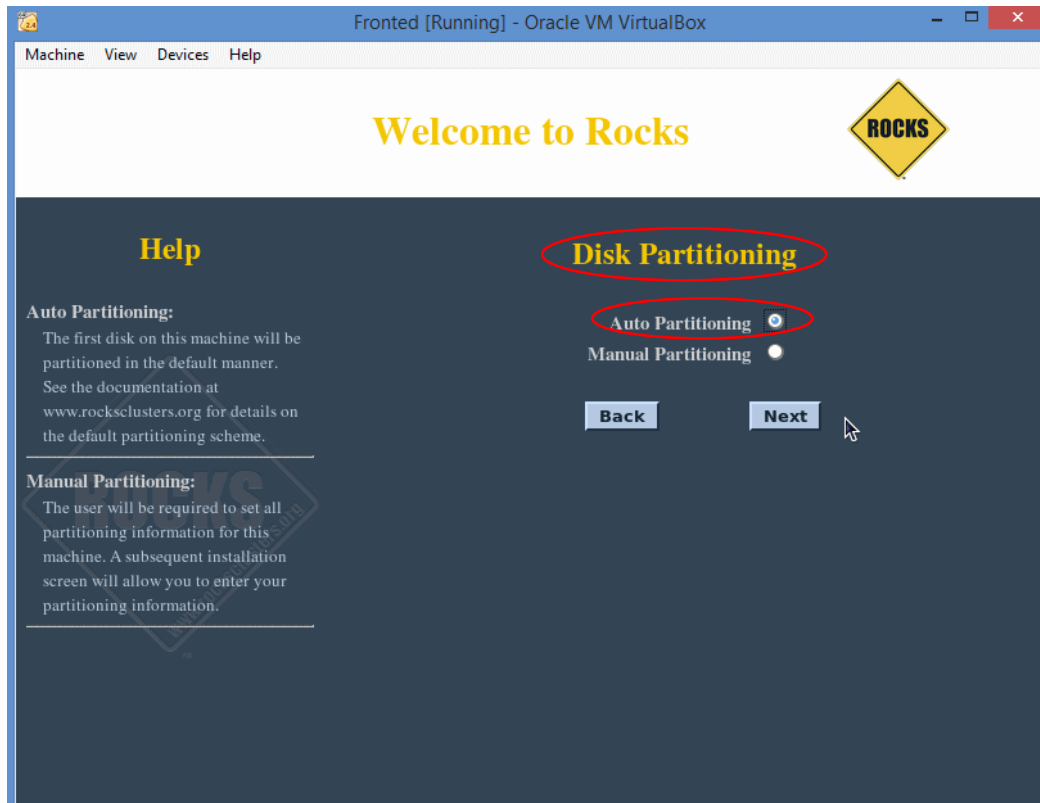 Fronted [Running] - Oracle VM VirtualBox
Machine View Devices Help
Welcome to Rocks
ROCKS
Help
Auto Partitioning:
The first disk on this machine will be
partitioned in the default manner.
See the documentation at
www.rocksclusters.org for details on
the default partitioning scheme.
Manual Partitioning:
The user will be required to set all
partitioning information for this
machine. A subsequent installation
screen will allow you to enter your
partitioning information.
ROCKS
www.rocksclusters.org
Disk Partitioning
Auto Partitioning
Manual Partitioning
Back Next